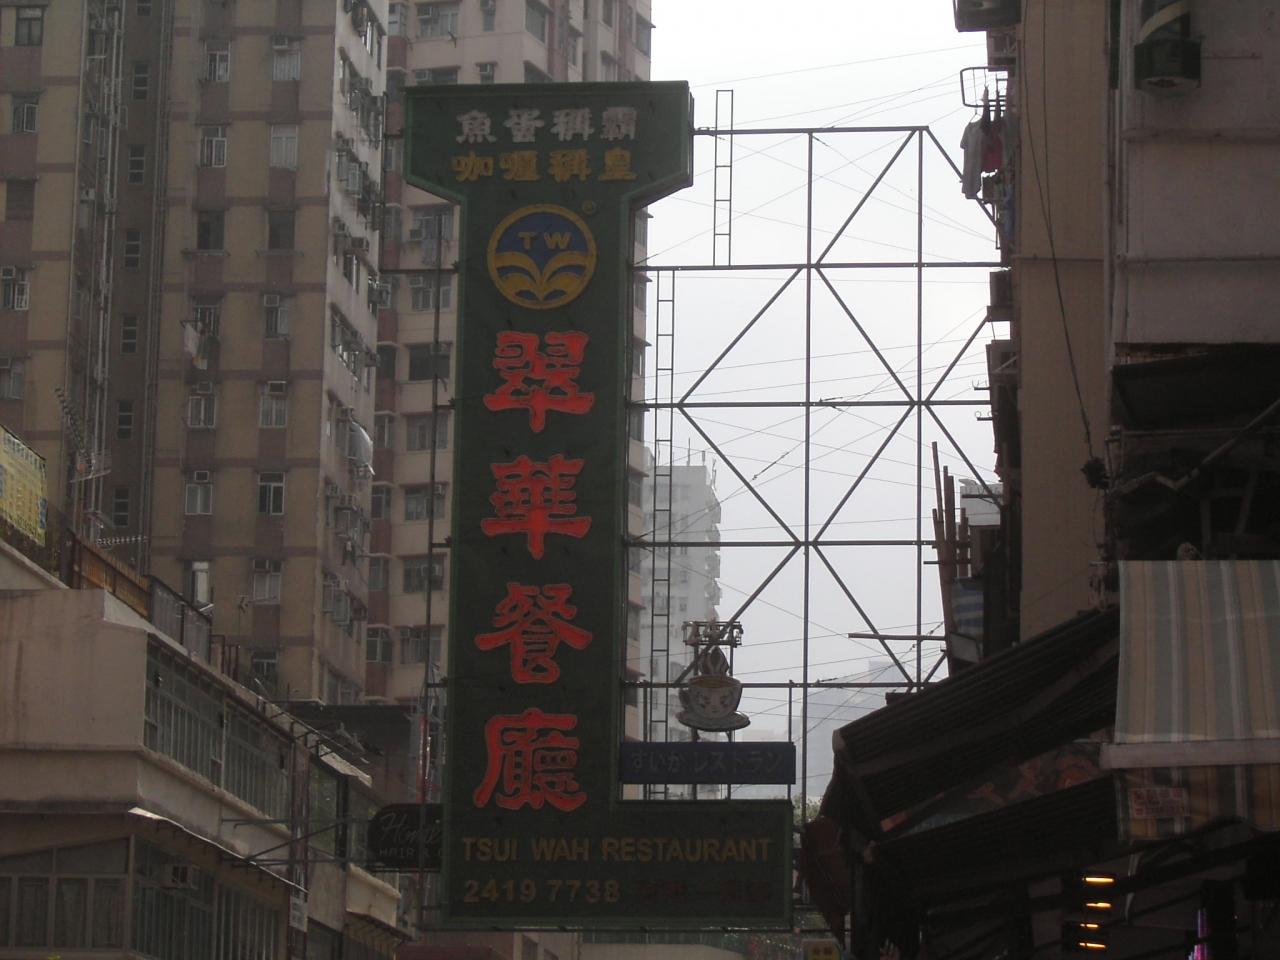 魚蛋稱霸
咖喱稱皇
TW
®
翠華餐廳
すいか レストラン
TSUI WAH RESTAURANT
2419 7738
HAIR &